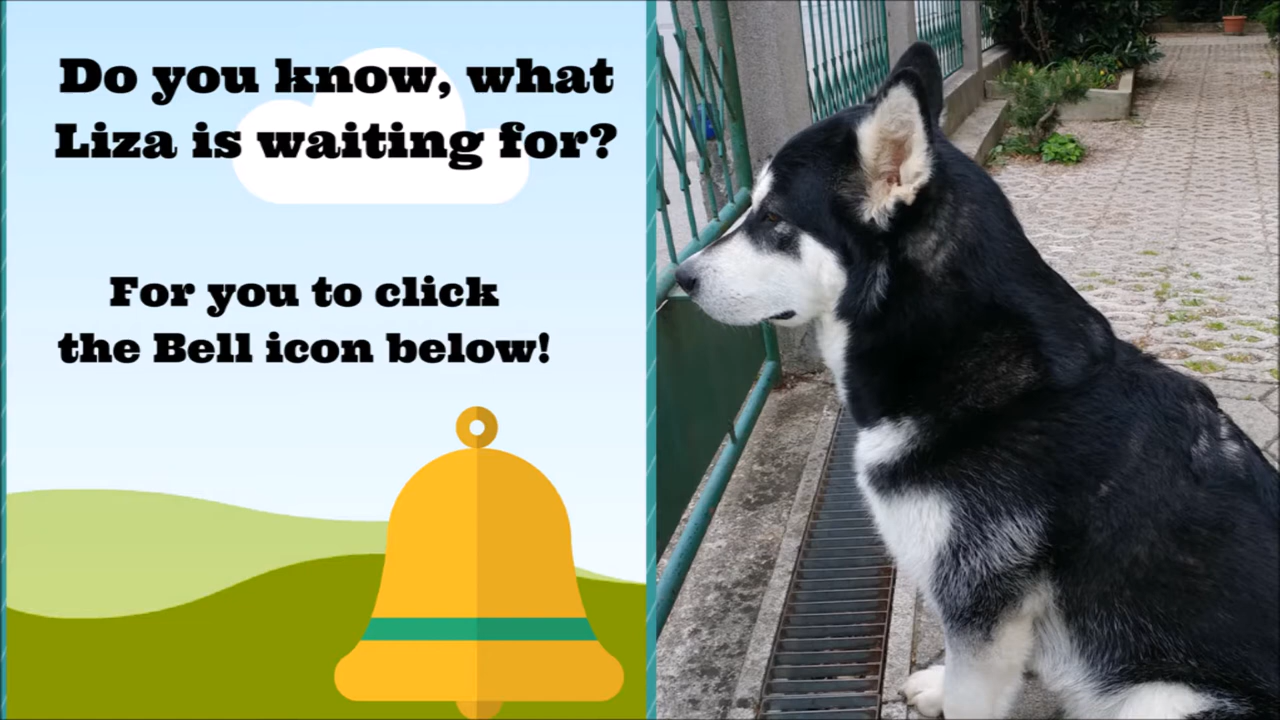 Do you know, what
Liza is waiting for?
For you to click
the Bell icon below!